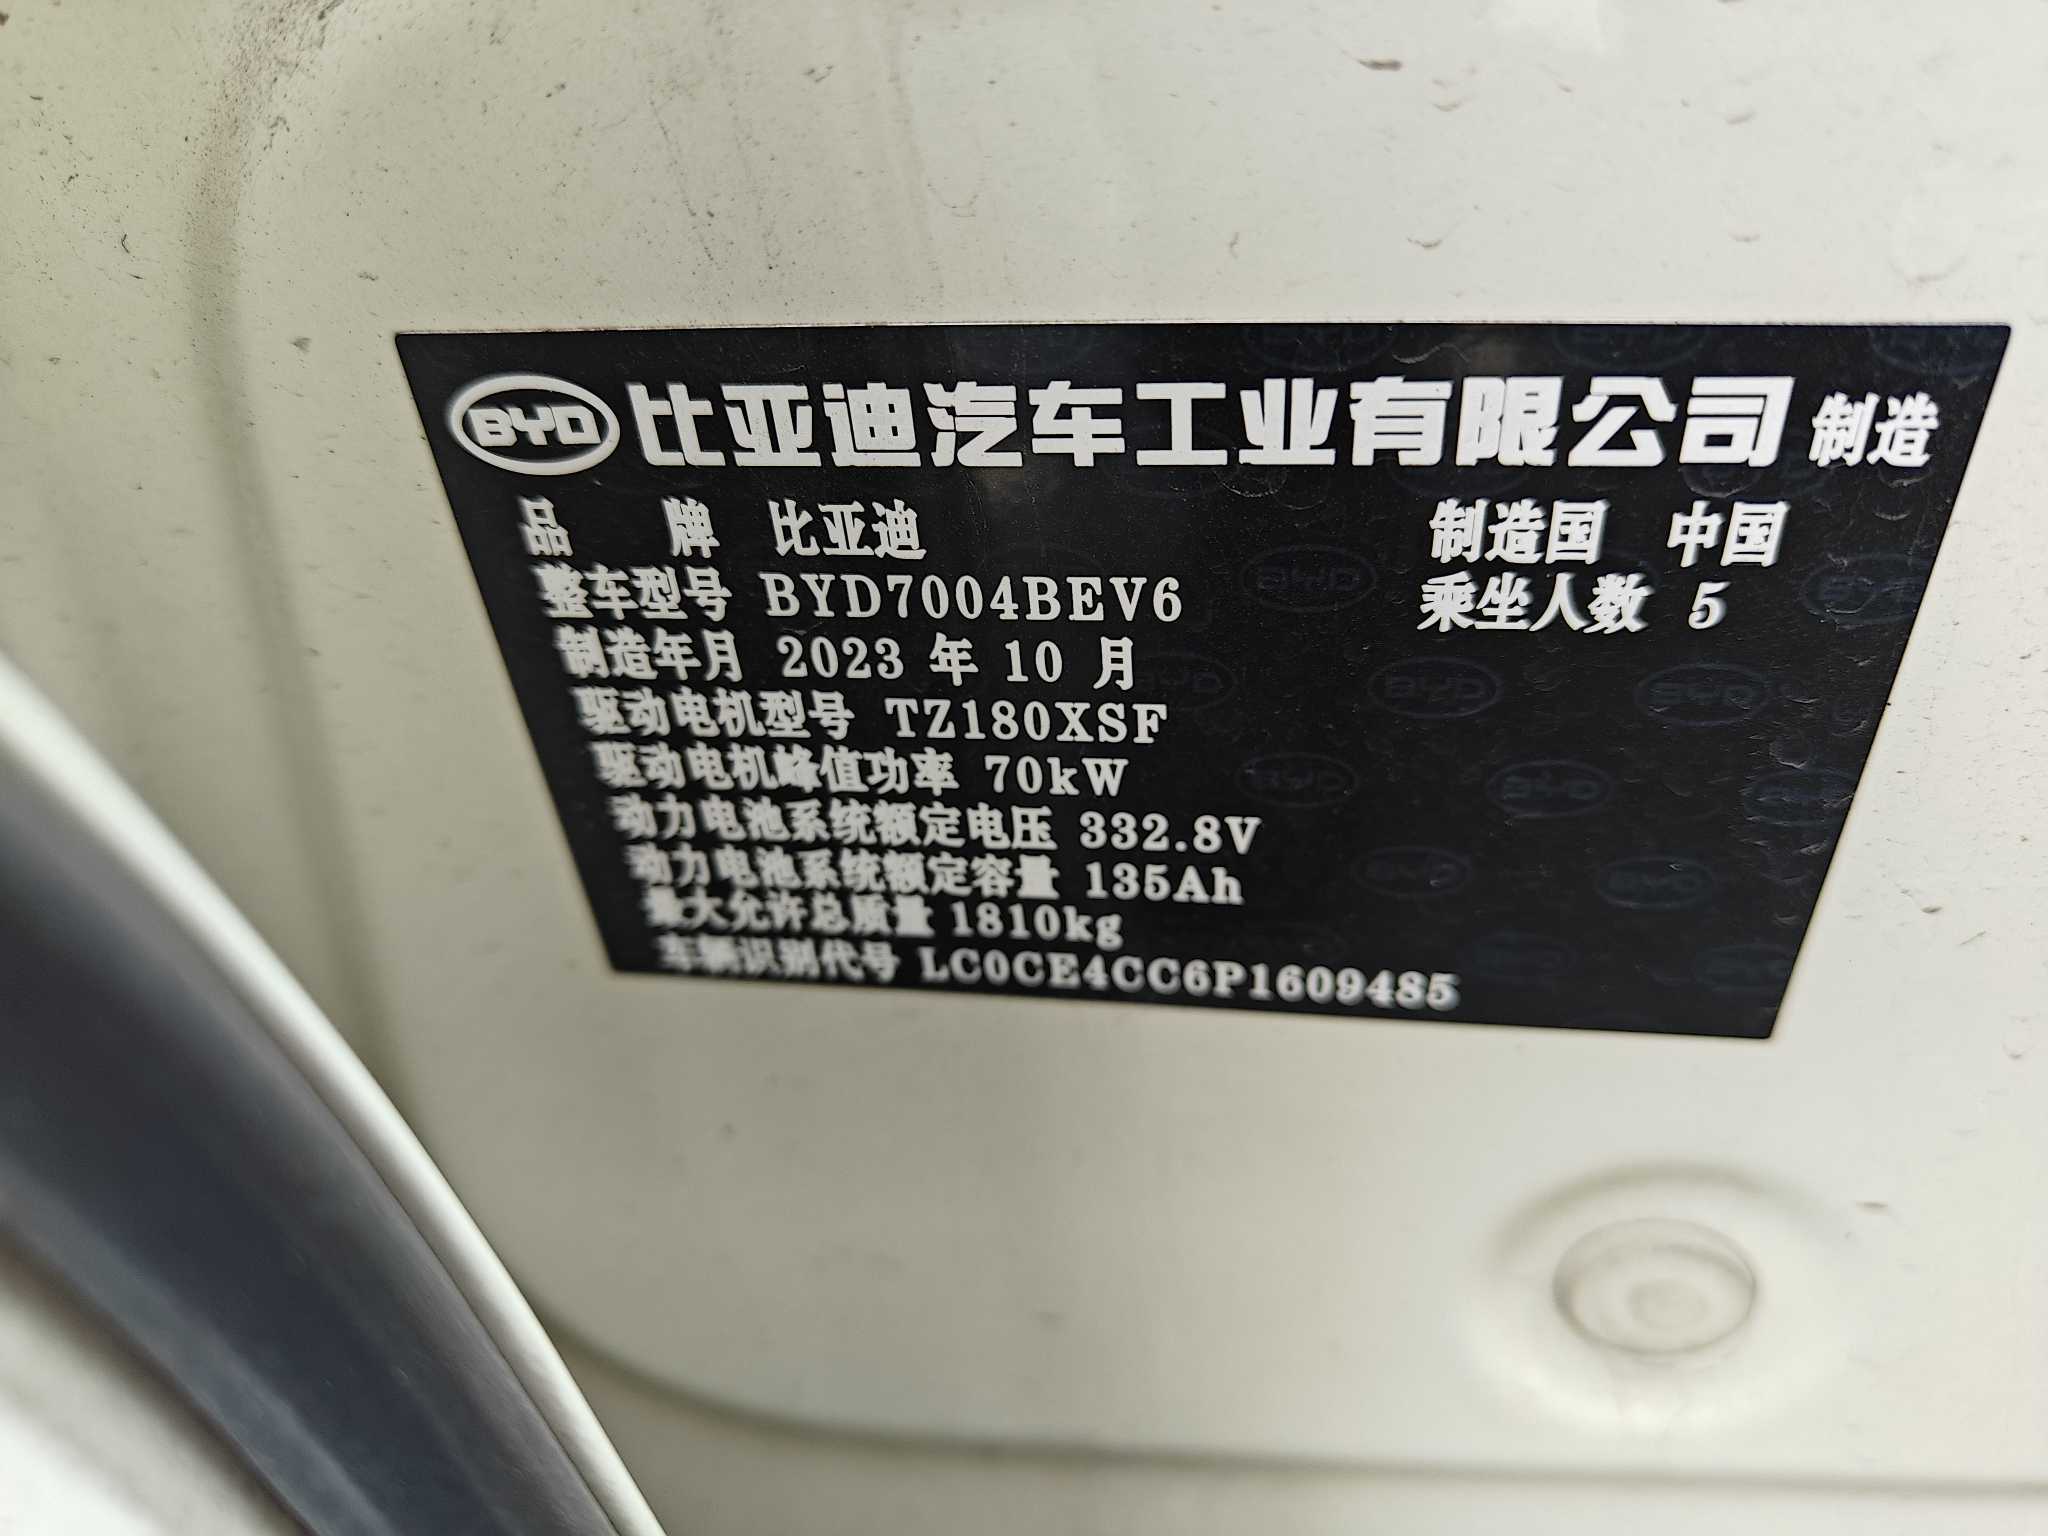 BYD 比亚迪汽车工业有限公司 制造
品 牌 比亚迪 制造国 中国
整车型号 BYD7004BEV6 乘坐人数 5
制造年月 2023 年 10 月
驱动电机型号 TZ180XSF
驱动电机峰值功率 70kW
动力电池系统额定电压 332.8V
动力电池系统额定容量 135Ah
最大允许总质量 1810kg
车辆识别代号 LC0CE4CC6P1609485